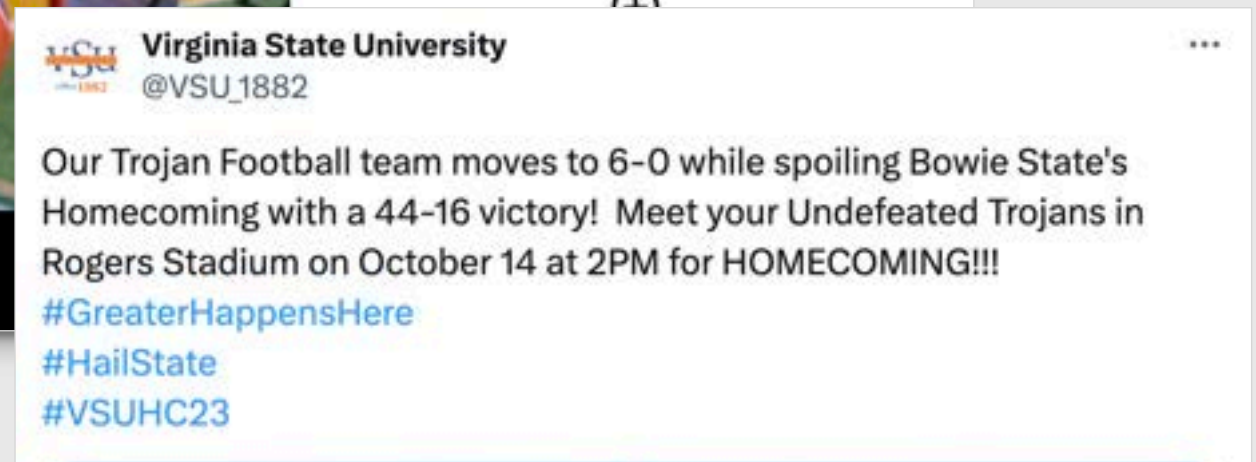 Virginia State University
VSU
1882
@VSU_1882
Our Trojan Football team moves to 6-0 while spoiling Bowie State's
Homecoming with a 44-16 victory!  Meet your Undefeated Trojans in
Rogers Stadium on October 14 at 2PM for HOMECOMING!!!
#GreaterHappensHere
#HailState
#VSUHC23